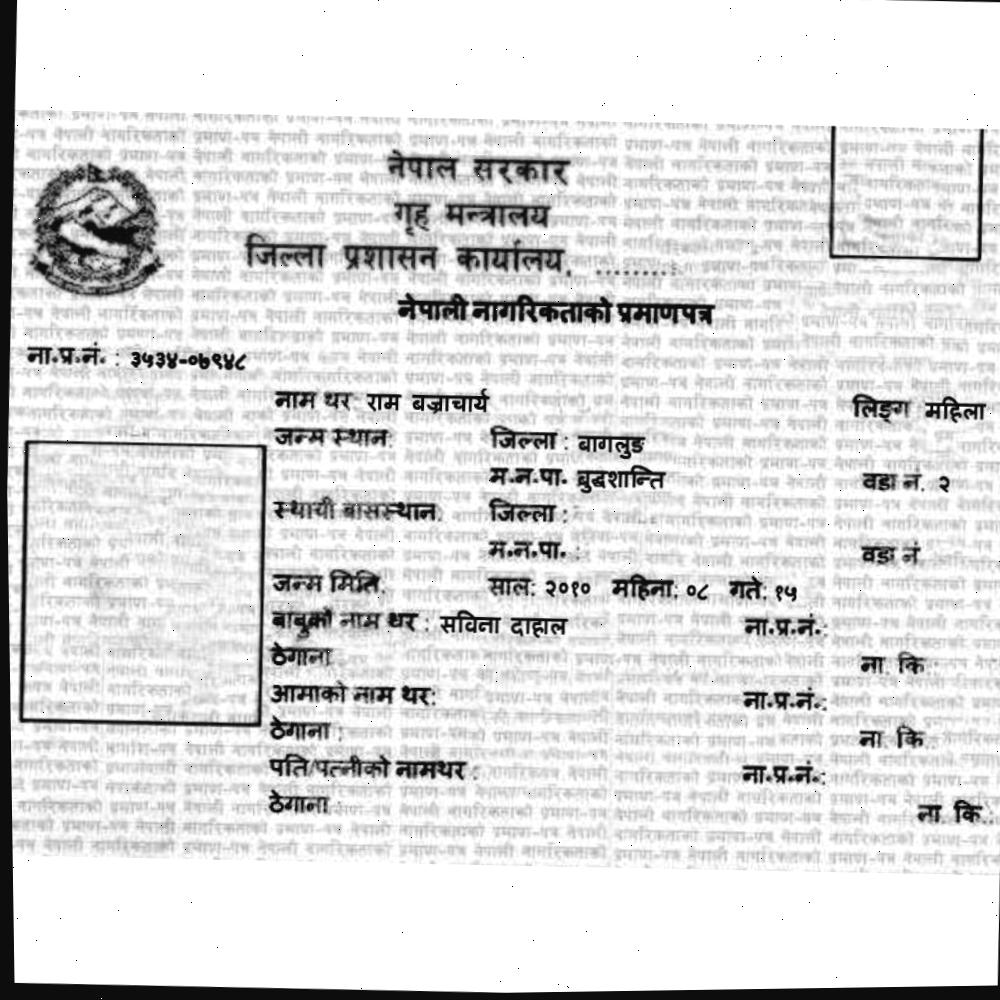 नेपाल सरकार
गृह मन्त्रालय
जिल्ला प्रशासन कार्यालय, .........
नेपाली नागरिकताको प्रमाणपत्र
ना.प्र.नं. : ३५३४-०७९४८
नाम थर राम बज्राचार्य लिङ्ग महिला
जन्म स्थान: जिल्ला : बागलुङ
म.न.पा. बुद्धशान्ति वडा नं. २
स्थायी बासस्थान: जिल्ला :
म.न.पा. : वडा नं
जन्म मिति: साल: २०१० महिना: ०८ गते: १५
बाबुको नाम थर : सविना दाहाल ना.प्र.नं.:
ठेगाना ना. कि.:
आमाको नाम थर: ना.प्र.नं.:
ठेगाना : ना. कि.:
पति/पत्नीको नामथर : ना.प्र.नं.:
ठेगाना : ना. कि.: